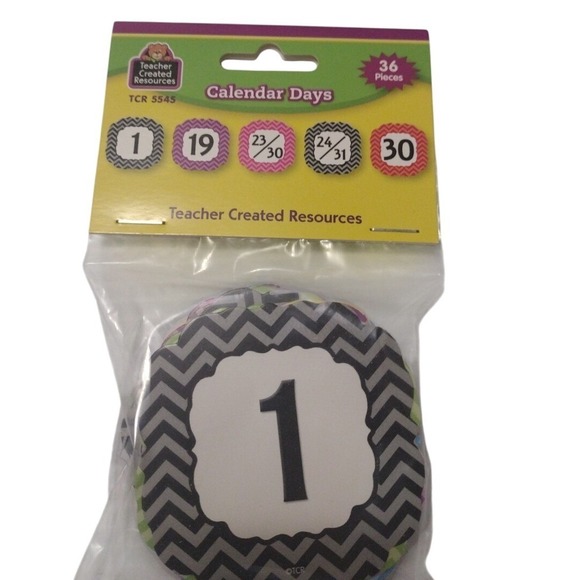 Teacher
Created
Resources
TCR 5545
Calendar Days
36
Pieces
1
19
23/30
24/31
30
Teacher Created Resources
1
©TCR